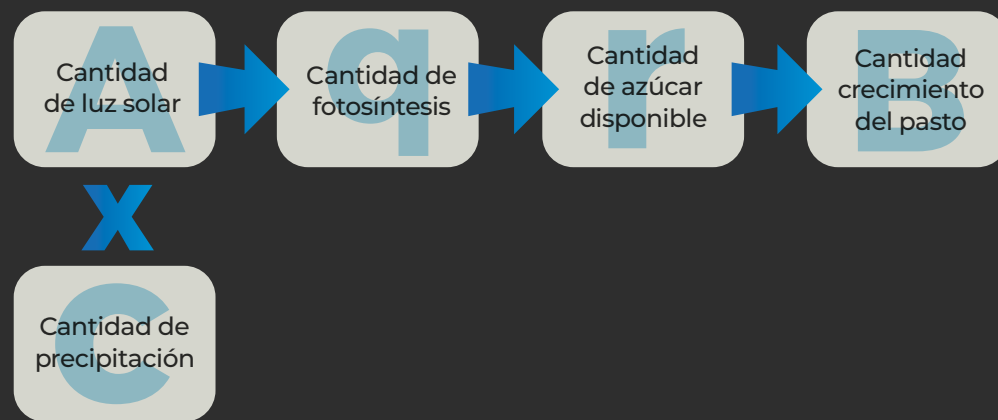 A
Cantidad
de luz solar
q
Cantidad de
fotosíntesis
r
Cantidad
de azúcar
disponible
B
Cantidad
crecimiento
del pasto
x
C
Cantidad de
precipitación